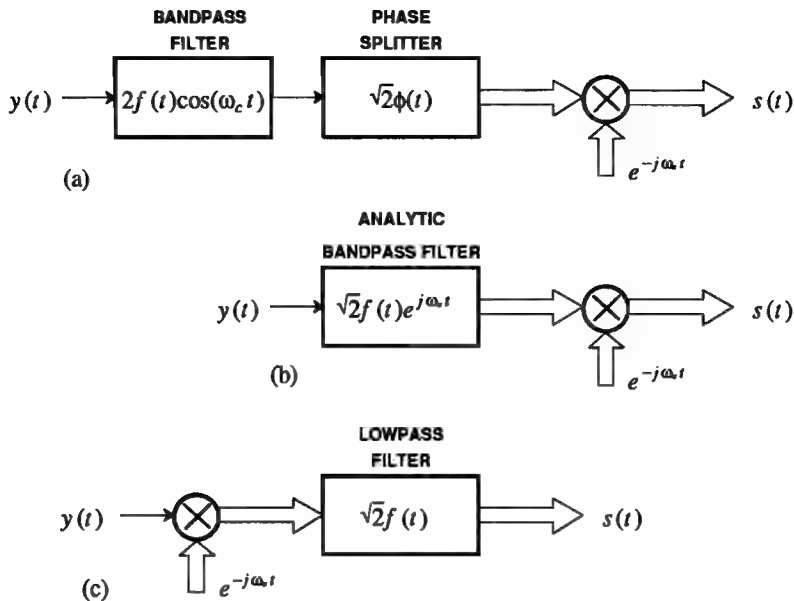 BANDPASS FILTER
PHASE SPLITTER
y(t)
2f(t)cos(ω_c t)
√2φ(t)
s(t)
e^{-jω_c t}
(a)
ANALYTIC BANDPASS FILTER
y(t)
√2f(t)e^{jω_c t}
s(t)
e^{-jω_c t}
(b)
LOWPASS FILTER
y(t)
√2f(t)
s(t)
e^{-jω_c t}
(c)